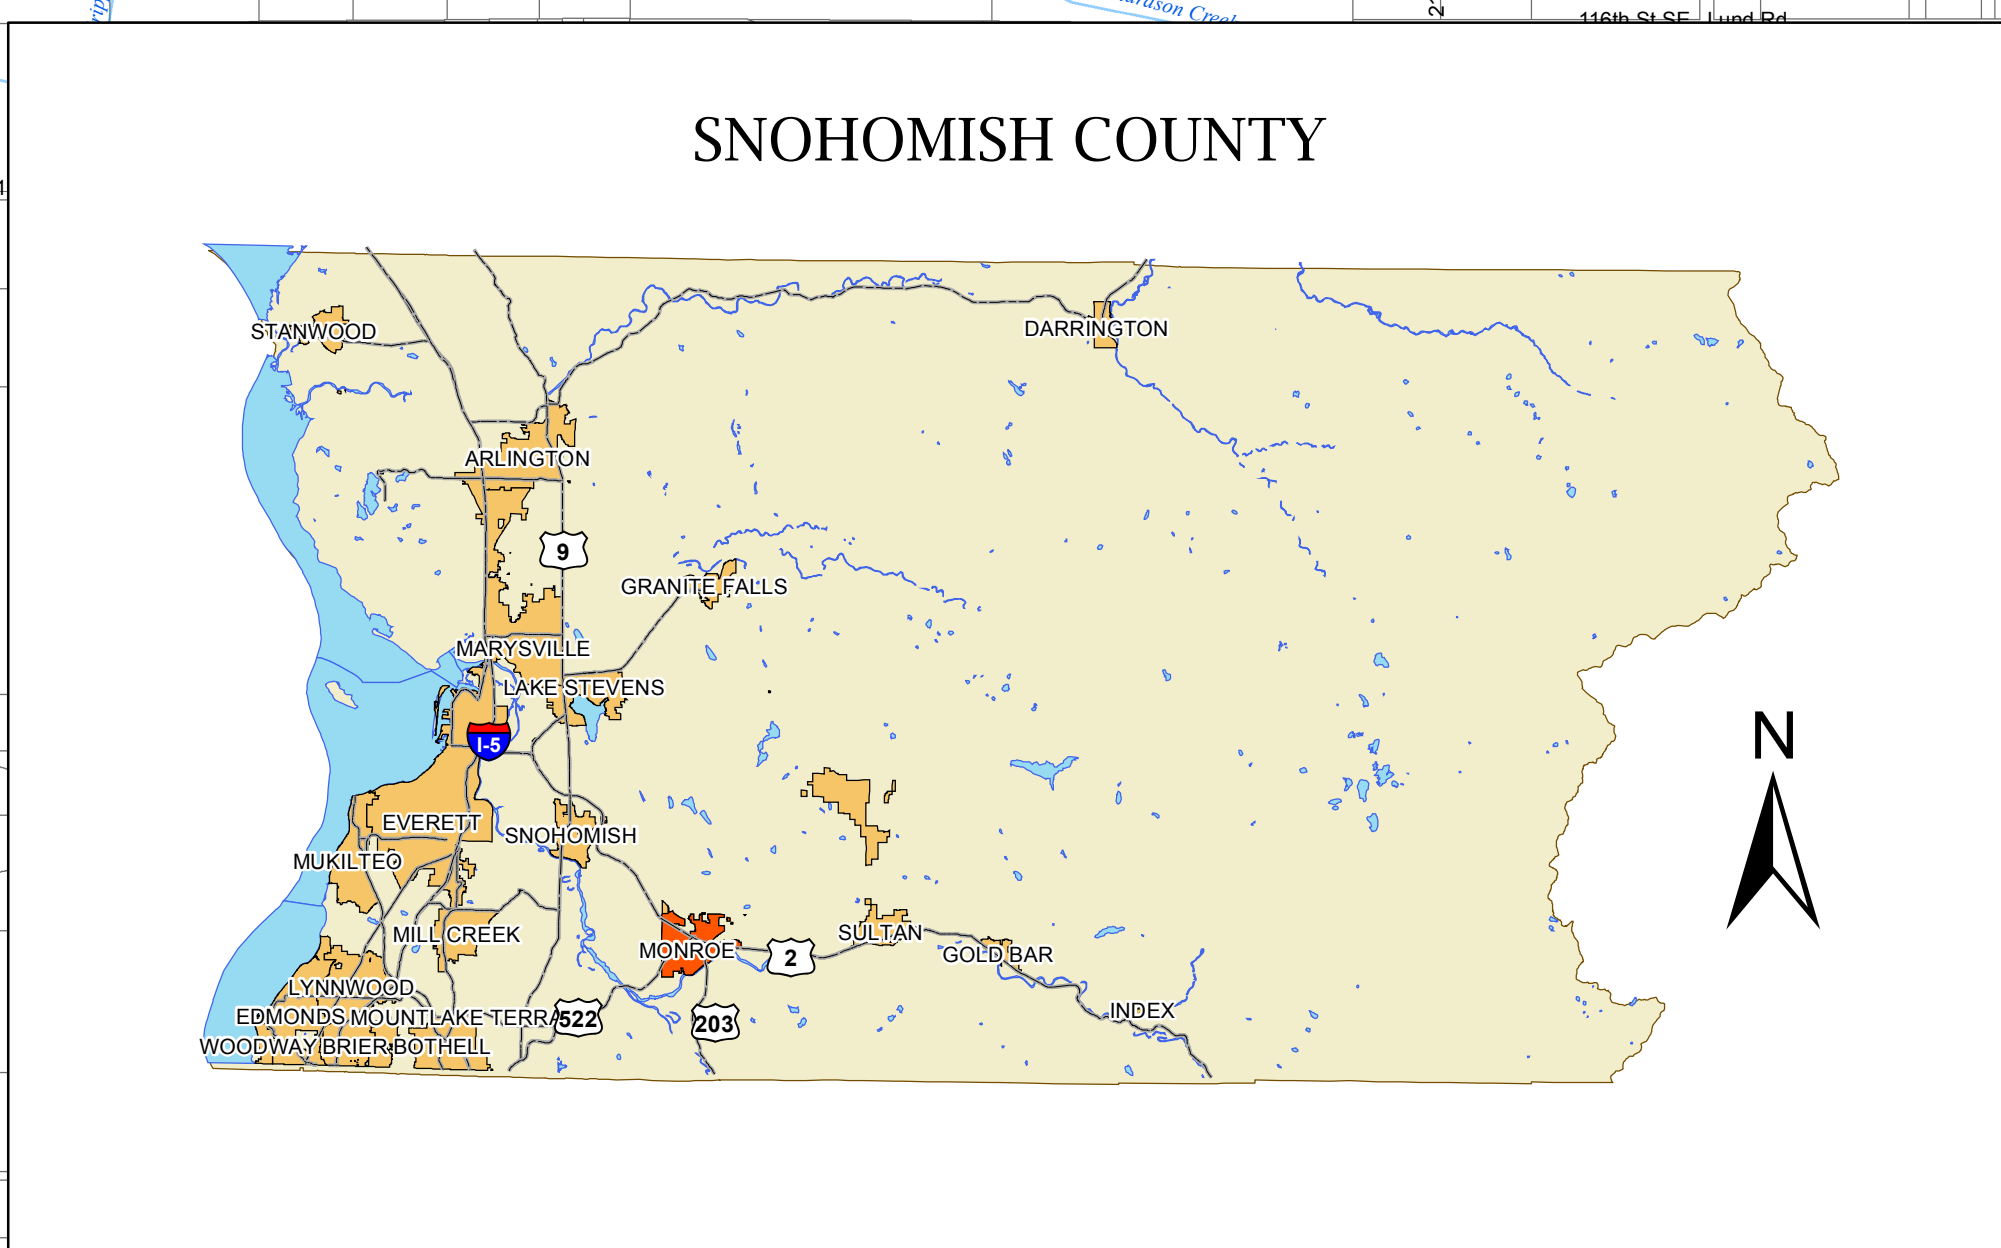 116th St SE
Lund Rd
SNOHOMISH COUNTY
STANWOOD
DARRINGTON
ARLINGTON
9
GRANITE FALLS
MARYSVILLE
LAKE STEVENS
I-5
N
EVERETT
SNOHOMISH
MUKILTEO
MILL CREEK
MONROE
2
SULTAN
GOLD BAR
LYNNWOOD
EDMONDS
MOUNTLAKE TERRA
522
203
INDEX
WOODWAY
BRIER
BOTHELL